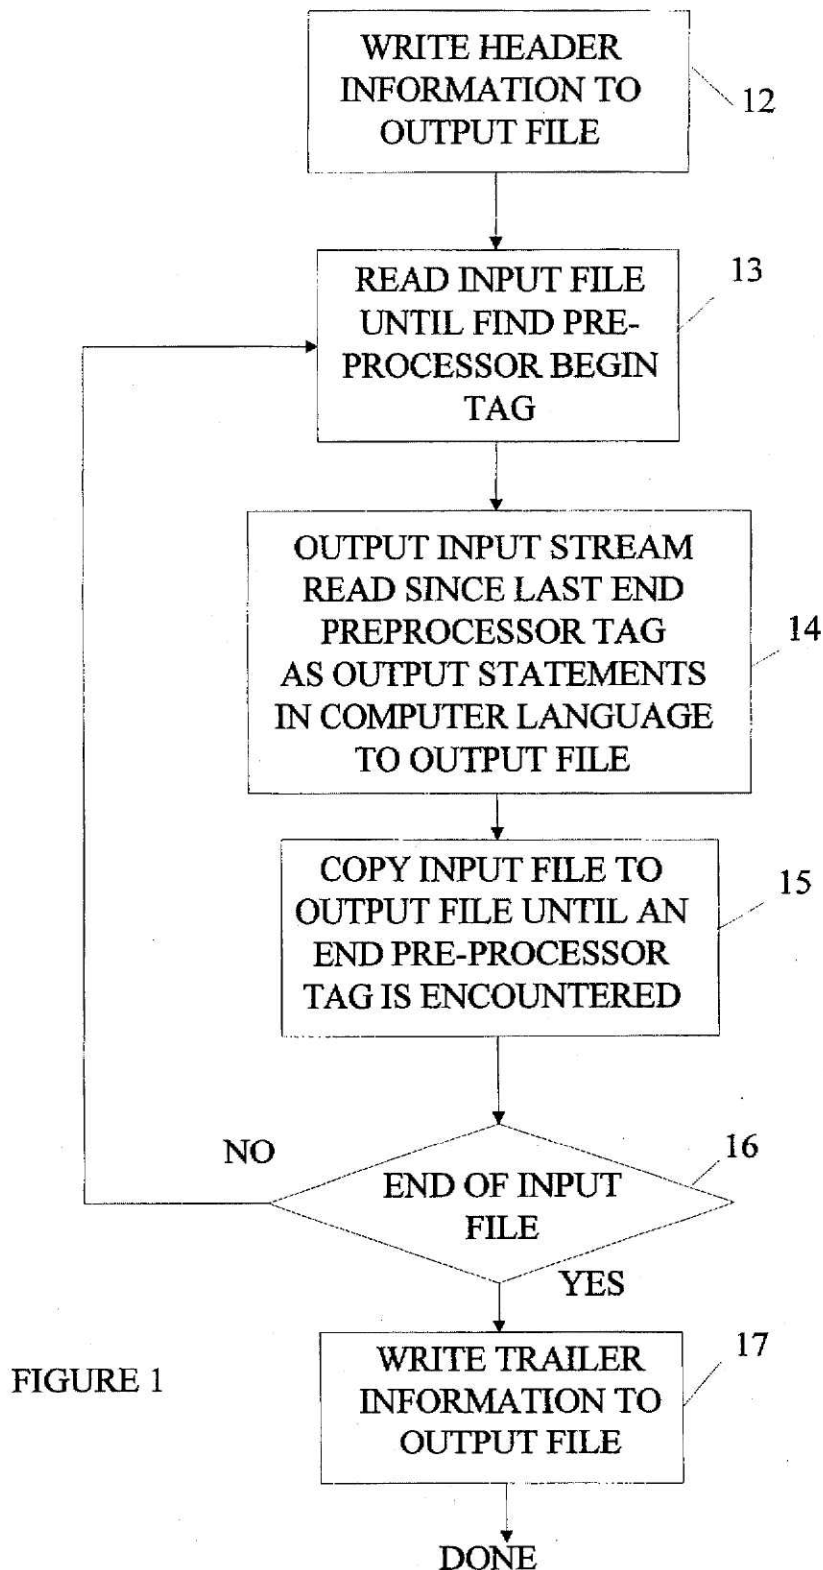 WRITE HEADER
INFORMATION TO
OUTPUT FILE
12
READ INPUT FILE
UNTIL FIND PRE-
PROCESSOR BEGIN
TAG
13
OUTPUT INPUT STREAM
READ SINCE LAST END
PREPROCESSOR TAG
AS OUTPUT STATEMENTS
IN COMPUTER LANGUAGE
TO OUTPUT FILE
14
COPY INPUT FILE TO
OUTPUT FILE UNTIL AN
END PRE-PROCESSOR
TAG IS ENCOUNTERED
15
NO
END OF INPUT
FILE
16
YES
WRITE TRAILER
INFORMATION TO
OUTPUT FILE
17
FIGURE 1
DONE